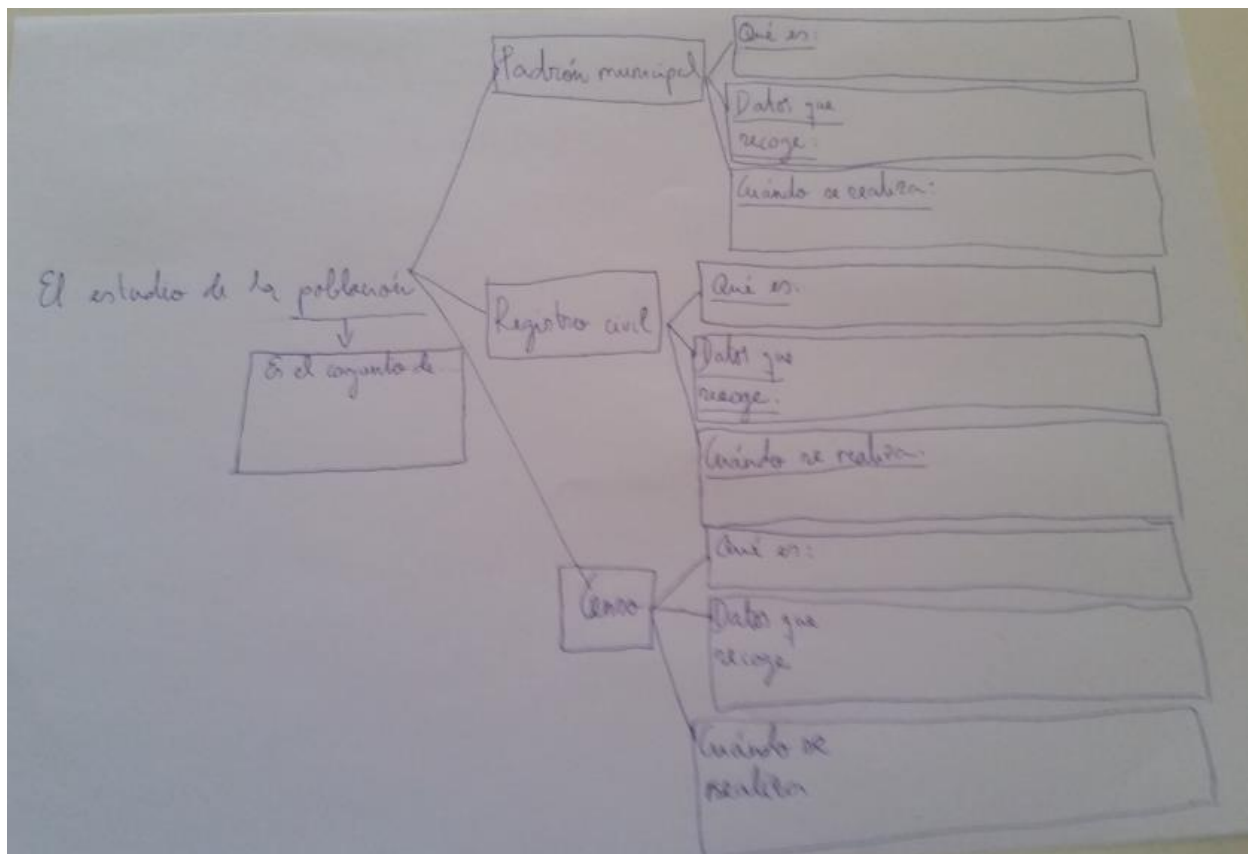 El estudio de la población
Es el conjunto de
Padrón municipal
Qué es:
Datos que
recoge:
Cuándo se realiza:
Registro civil
Qué es:
Datos que
recoge:
Cuándo se realiza:
Censo
Qué es:
Datos que
recoge
Cuándo se
realiza